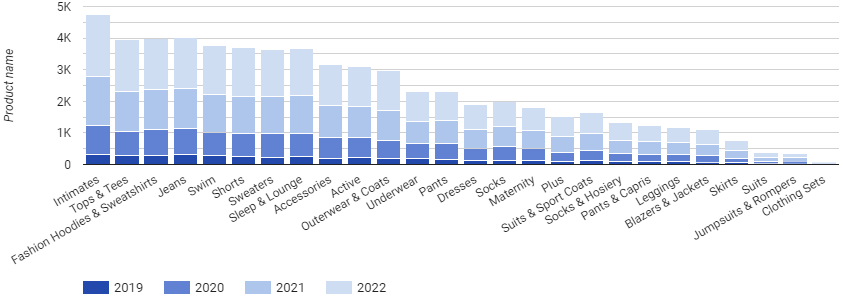 5K
4K
3K
2K
1K
0
Product name
Intimates
Tops & Tees
Fashion Hoodies & Sweatshirts
Jeans
Swim
Shorts
Sweaters
Sleep & Lounge
Accessories
Active
Outerwear & Coats
Underwear
Pants
Dresses
Socks
Maternity
Plus
Suits & Sport Coats
Socks & Hosiery
Pants & Capris
Leggings
Blazers & Jackets
Skirts
Suits
Jumpsuits & Rompers
Clothing Sets
2019 2020 2021 2022